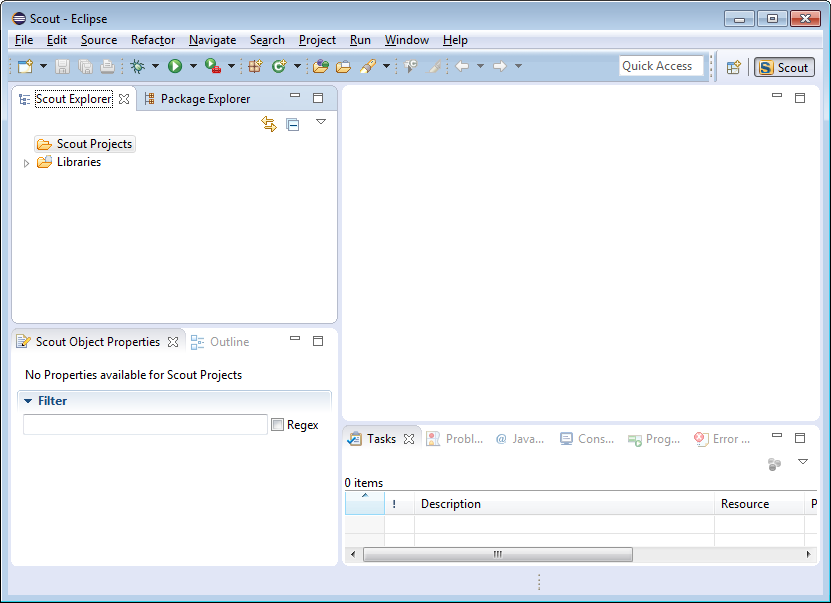 Scout - Eclipse
File Edit Source Refactor Navigate Search Project Run Window Help
Quick Access
Scout
Scout Explorer Package Explorer
Scout Projects
Libraries
Scout Object Properties Outline
No Properties available for Scout Projects
Filter
Regex
Tasks Probl... @ Java... Cons... Prog... Error ...
0 items
! Description Resource P